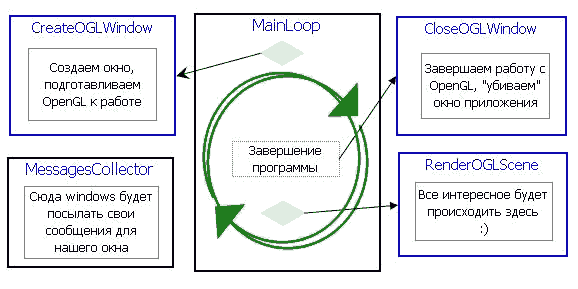 CreateOGLWindow
Создаем окно,
подготавливаем
OpenGL к работе
MessagesCollector
Сюда windows будет
посылать свои
сообщения для
нашего окна
MainLoop
Завершение
программы
CloseOGLWindow
Завершаем работу с
OpenGL, "убиваем"
окно приложения
RenderOGLScene
Все интересное будет
происходить здесь
:)